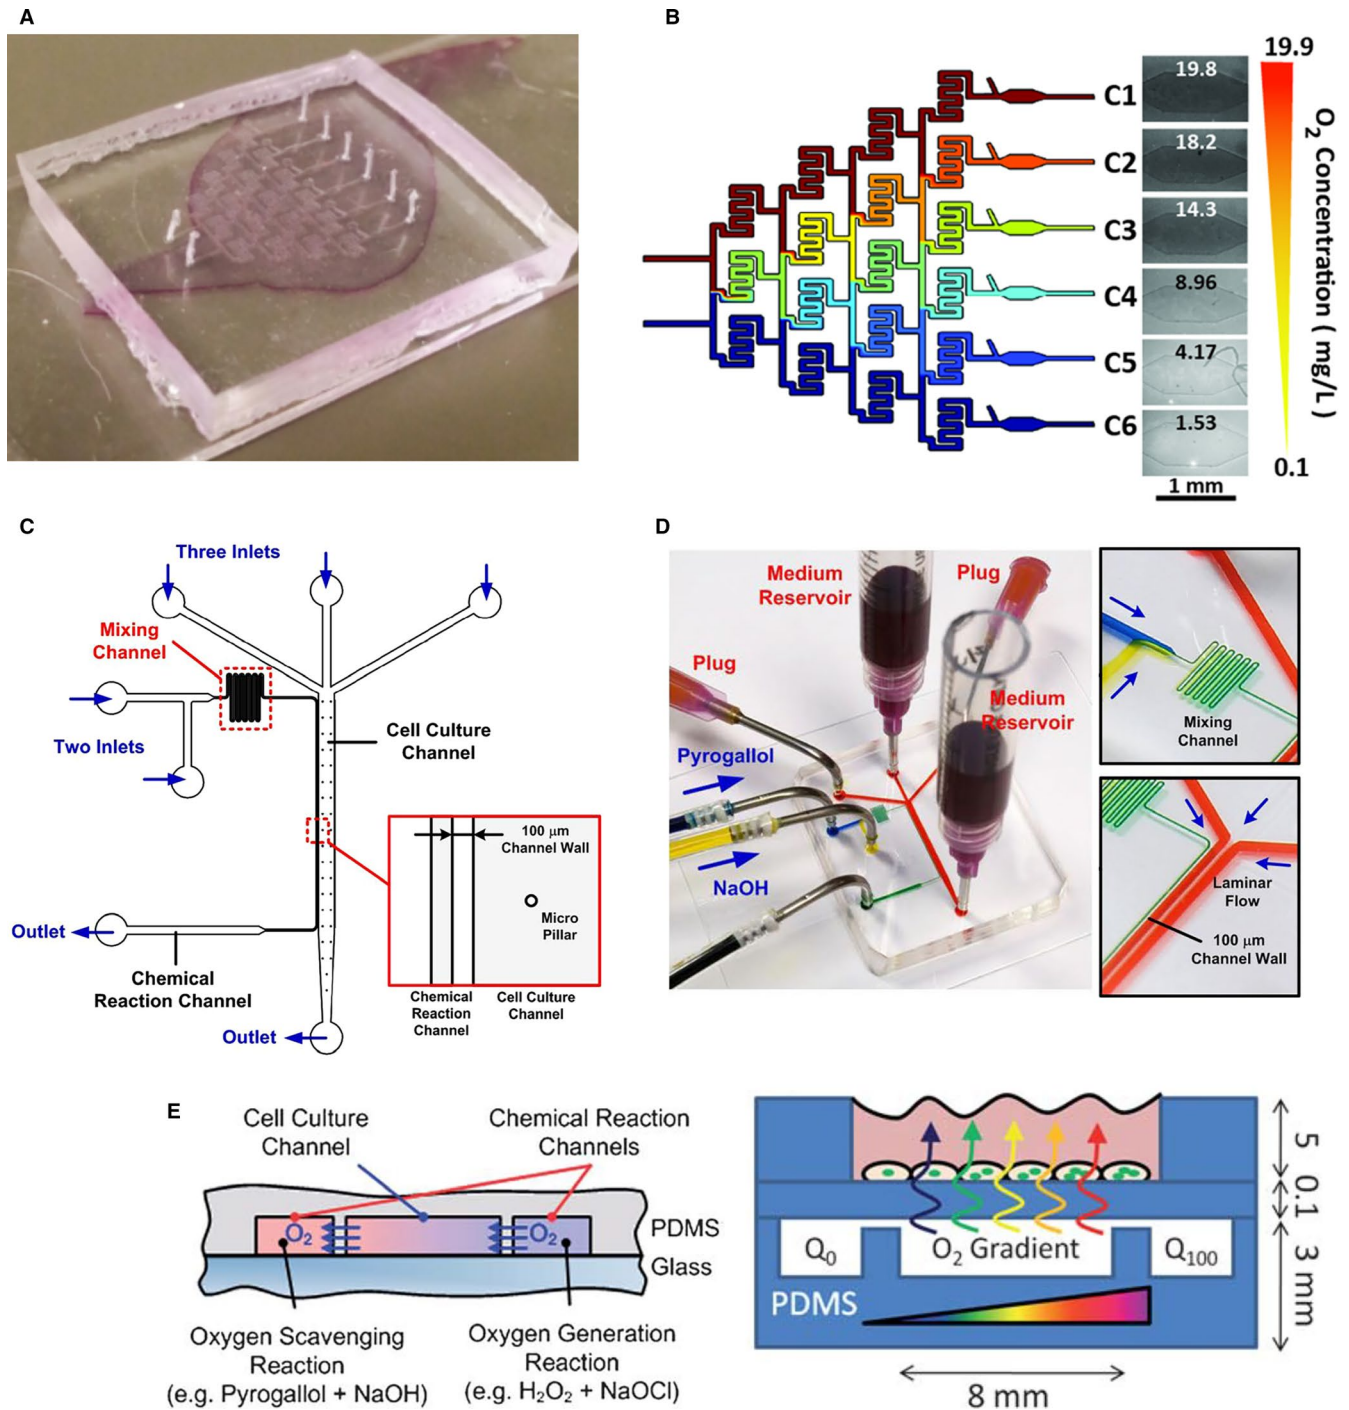 A
B
19.9
C1
19.8
C2
18.2
C3
14.3
C4
8.96
C5
4.17
C6
1.53
0.1
1 mm
O2 Concentration ( mg/L )
C
Three Inlets
Mixing
Channel
Two Inlets
Cell Culture
Channel
100 μm
Channel Wall
Micro
Pillar
Chemical
Reaction
Channel
Cell Culture
Channel
Outlet
Chemical
Reaction Channel
Outlet
D
Medium
Reservoir
Plug
Plug
Medium
Reservoir
Pyrogallol
NaOH
Mixing
Channel
Laminar
Flow
100 μm
Channel Wall
E
Cell Culture
Channel
Chemical Reaction
Channels
O2
O2
PDMS
Glass
Oxygen Scavenging
Reaction
(e.g. Pyrogallol + NaOH)
Oxygen Generation
Reaction
(e.g. H2O2 + NaOCl)
Q0
O2 Gradient
Q100
PDMS
5
0.1
3 mm
8 mm